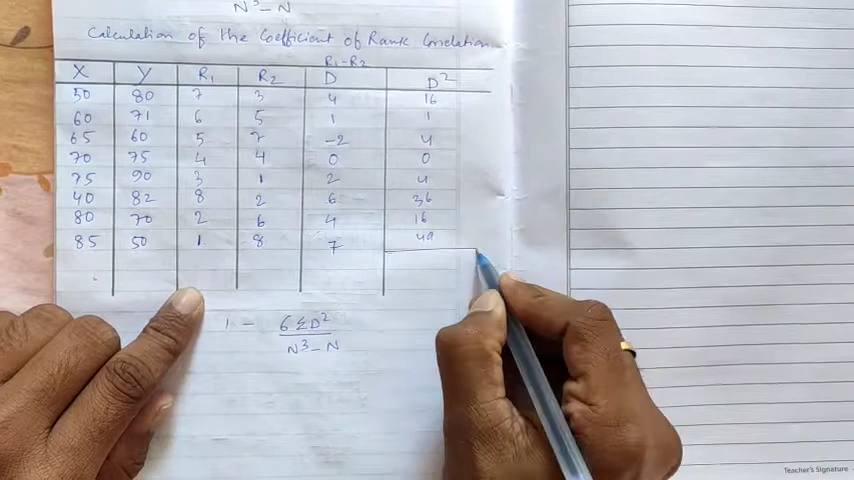 N³-N
Calculation of the Coefficient of Rank Correlation
R₁-R₂
X Y R₁ R₂ D D²
50 80 7 3 4 16
60 71 6 5 1 1
65 60 5 7 -2 4
70 75 4 4 0 0
75 90 3 1 2 4
40 82 8 2 6 36
80 70 2 6 4 16
85 50 1 8 7 49
1 - 6ΣD²
N³-N
Teacher's Signature